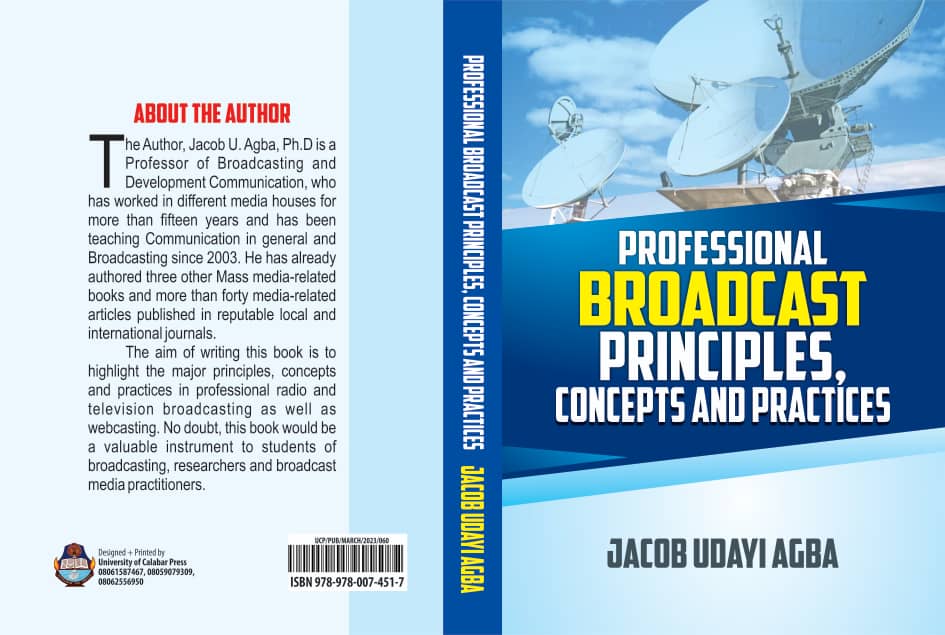 ABOUT THE AUTHOR
The Author, Jacob U. Agba, Ph.D is a
Professor of Broadcasting and
Development Communication, who
has worked in different media houses for
more than fifteen years and has been
teaching Communication in general and
Broadcasting since 2003. He has already
authored three other Mass media-related
books and more than forty media-related
articles published in reputable local and
international journals.
The aim of writing this book is to
highlight the major principles, concepts
and practices in professional radio and
television broadcasting as well as
webcasting. No doubt, this book would be
a valuable instrument to students of
broadcasting, researchers and broadcast
media practitioners.
Designed + Printed by
University of Calabar Press
08061587467, 08059079309,
08062556950
UCP/PUB/MARCH/2023/060
ISBN 978-978-007-451-7
PROFESSIONAL BROADCAST PRINCIPLES, CONCEPTS AND PRACTICES JACOB UDAYI AGBA
PROFESSIONAL
BROADCAST
PRINCIPLES,
CONCEPTS AND PRACTICES
JACOB UDAYI AGBA